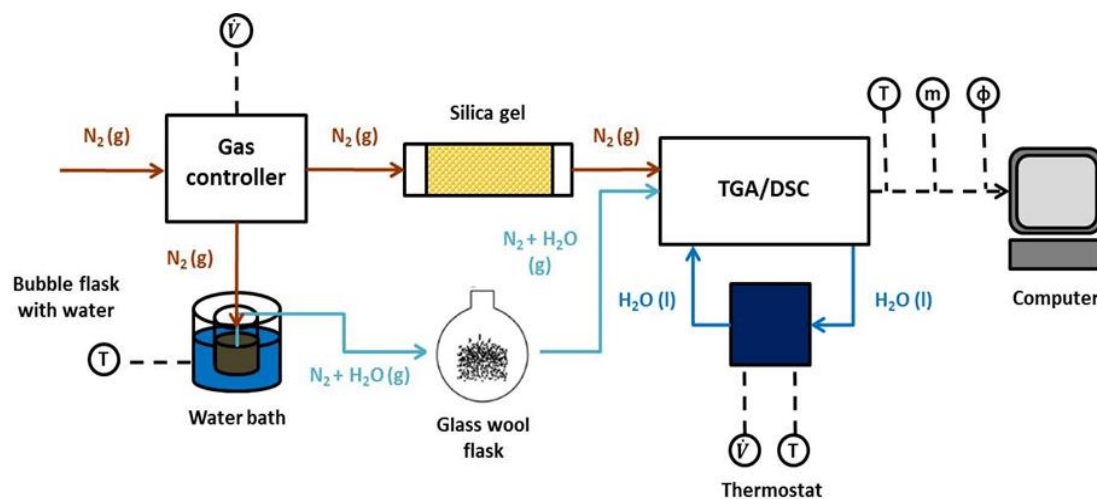 V̇
N₂ (g)
Gas
controller
N₂ (g)
Silica gel
N₂ (g)
TGA/DSC
T
m
ϕ
Computer
N₂ (g)
Bubble flask
with water
T
Water bath
N₂ + H₂O (g)
Glass wool
flask
N₂ + H₂O
(g)
H₂O (l)
H₂O (l)
V̇
T
Thermostat